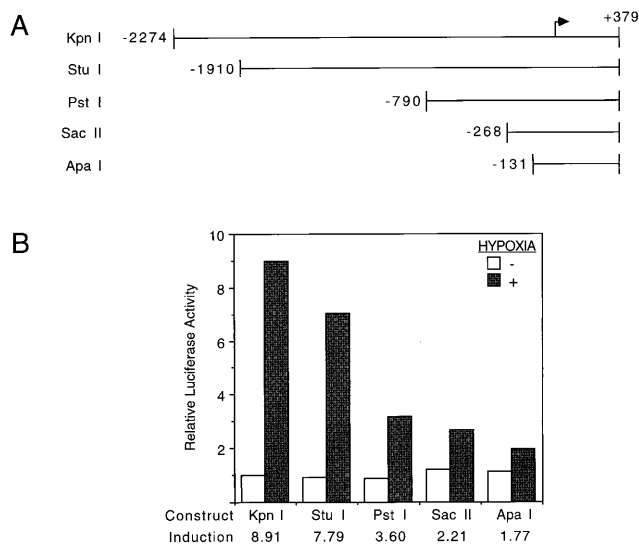 A
Kpn I -2274 +379
Stu I -1910
Pst I -790
Sac II -268
Apa I -131
B
10
8
6
4
2
Relative Luciferase Activity
HYPOXIA
-
+
Construct Kpn I Stu I Pst I Sac II Apa I
Induction 8.91 7.79 3.60 2.21 1.77